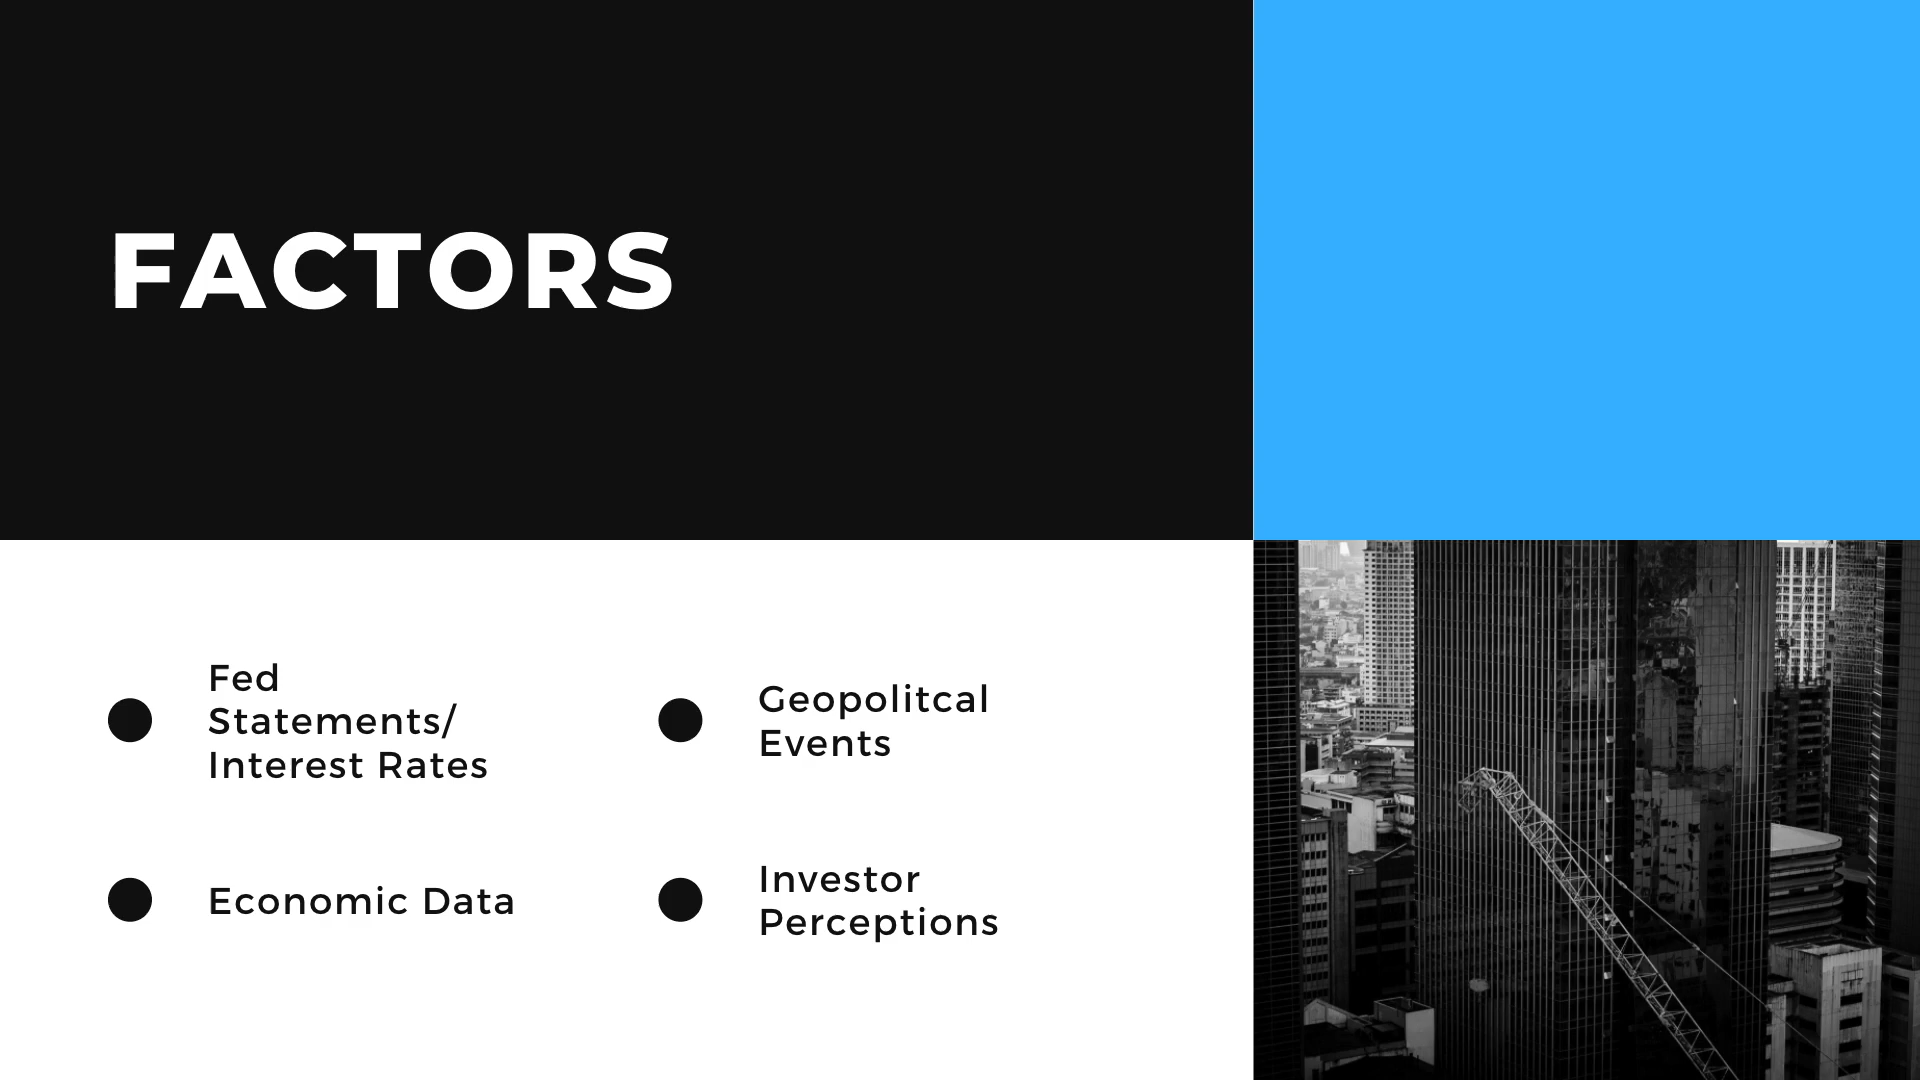 FACTORS
Fed
Statements/
Interest Rates
Geopolitcal
Events
Economic Data
Investor
Perceptions